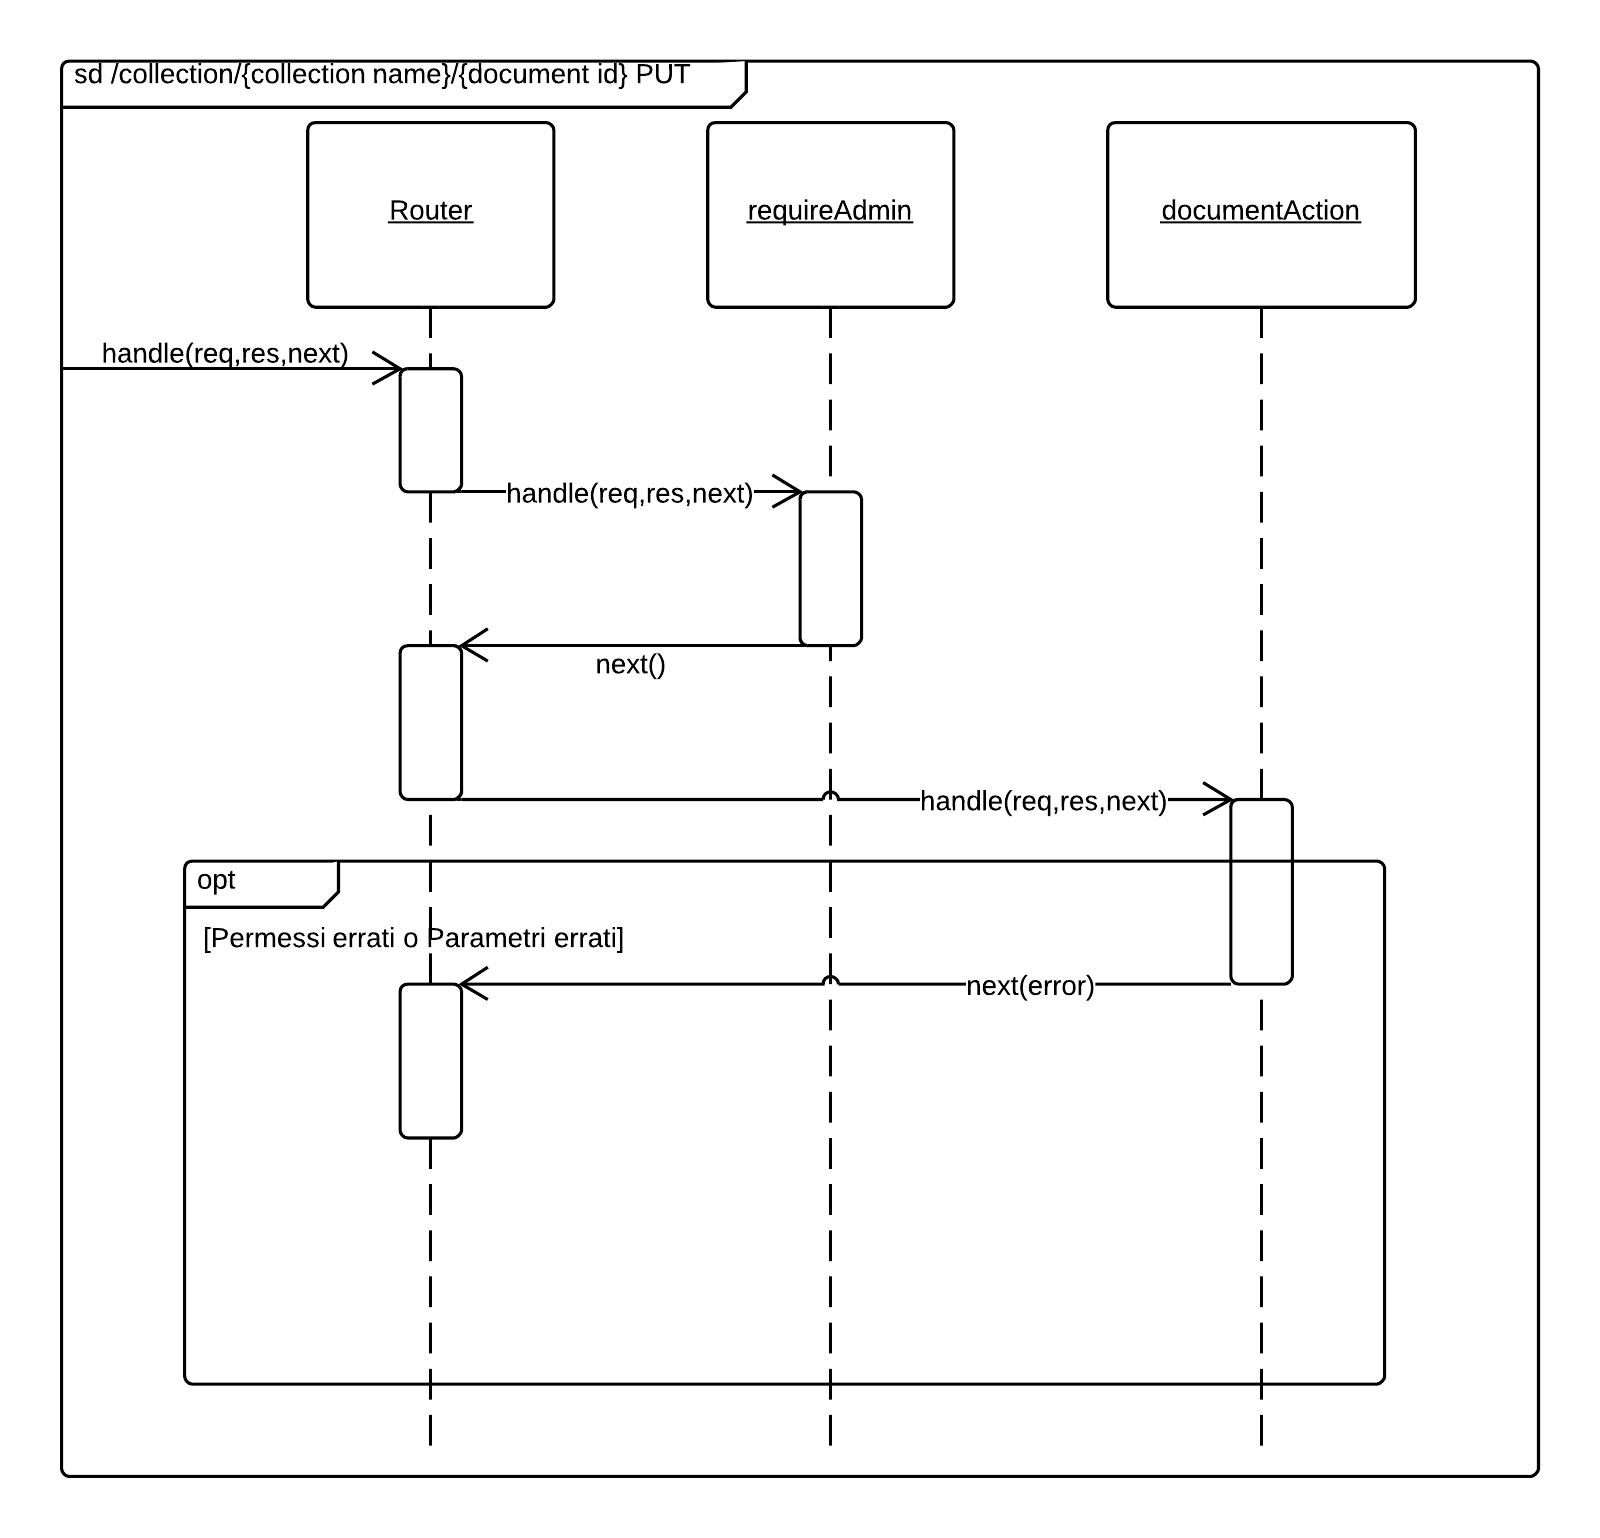 sd /collection/{collection name}/{document id} PUT
Router
requireAdmin
documentAction
handle(req,res,next)
handle(req,res,next)
next()
handle(req,res,next)
opt
[Permessi errati o Parametri errati]
next(error)